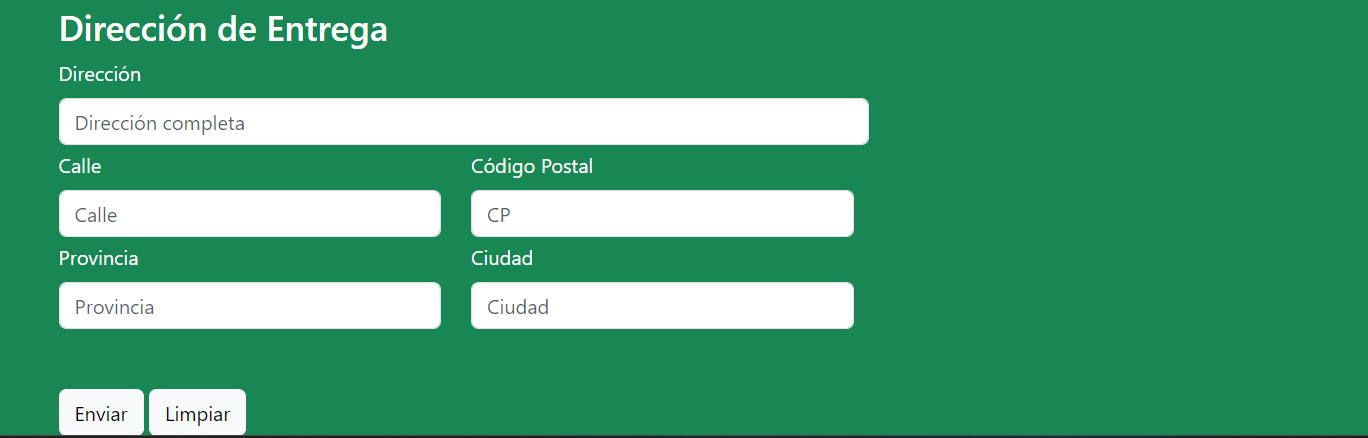 Dirección de Entrega
Dirección
Dirección completa
Calle Código Postal
Calle CP
Provincia Ciudad
Provincia Ciudad
Enviar Limpiar